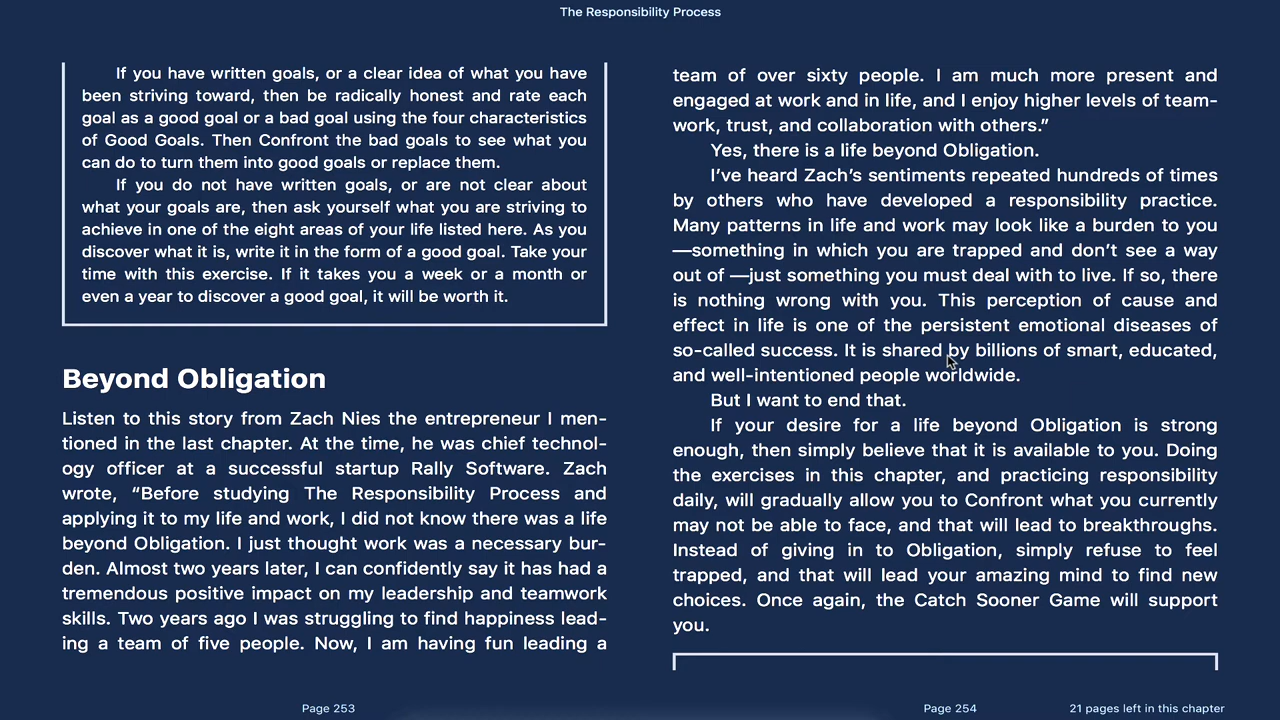 The Responsibility Process
If you have written goals, or a clear idea of what you have
been striving toward, then be radically honest and rate each
goal as a good goal or a bad goal using the four characteristics
of Good Goals. Then Confront the bad goals to see what you
can do to turn them into good goals or replace them.
If you do not have written goals, or are not clear about
what your goals are, then ask yourself what you are striving to
achieve in one of the eight areas of your life listed here. As you
discover what it is, write it in the form of a good goal. Take your
time with this exercise. If it takes you a week or a month or
even a year to discover a good goal, it will be worth it.
Beyond Obligation
Listen to this story from Zach Nies the entrepreneur I men-
tioned in the last chapter. At the time, he was chief technol-
ogy officer at a successful startup Rally Software. Zach
wrote, “Before studying The Responsibility Process and
applying it to my life and work, I did not know there was a life
beyond Obligation. I just thought work was a necessary bur-
den. Almost two years later, I can confidently say it has had a
tremendous positive impact on my leadership and teamwork
skills. Two years ago I was struggling to find happiness lead-
ing a team of five people. Now, I am having fun leading a
team of over sixty people. I am much more present and
engaged at work and in life, and I enjoy higher levels of team-
work, trust, and collaboration with others.”
Yes, there is a life beyond Obligation.
I’ve heard Zach’s sentiments repeated hundreds of times
by others who have developed a responsibility practice.
Many patterns in life and work may look like a burden to you
—something in which you are trapped and don’t see a way
out of —just something you must deal with to live. If so, there
is nothing wrong with you. This perception of cause and
effect in life is one of the persistent emotional diseases of
so-called success. It is shared by billions of smart, educated,
and well-intentioned people worldwide.
But I want to end that.
If your desire for a life beyond Obligation is strong
enough, then simply believe that it is available to you. Doing
the exercises in this chapter, and practicing responsibility
daily, will gradually allow you to Confront what you currently
may not be able to face, and that will lead to breakthroughs.
Instead of giving in to Obligation, simply refuse to feel
trapped, and that will lead your amazing mind to find new
choices. Once again, the Catch Sooner Game will support
you.
Page 253
Page 254
21 pages left in this chapter